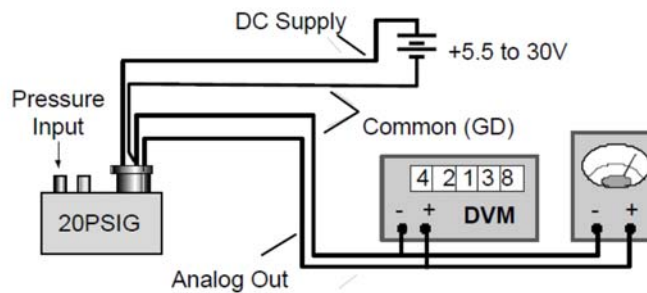 DC Supply
+5.5 to 30V
Pressure
Input
Common (GD)
4 2 1 3 8
- + DVM
- +
20PSIG
Analog Out